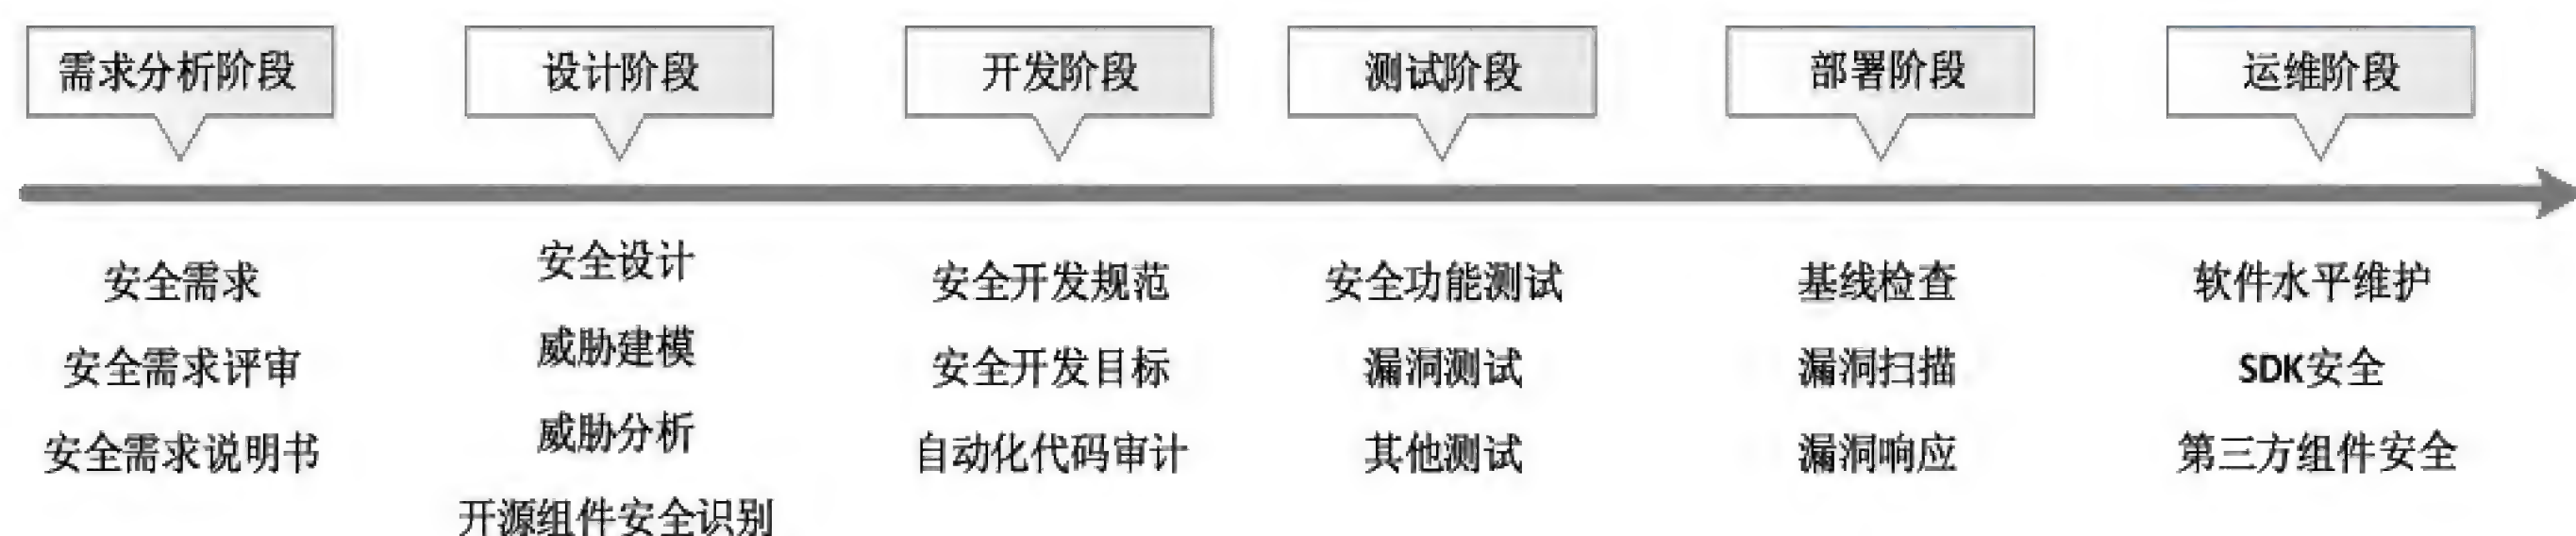 需求分析阶段
设计阶段
开发阶段
测试阶段
部署阶段
运维阶段
安全需求
安全需求评审
安全需求说明书
安全设计
威胁建模
威胁分析
开源组件安全识别
安全开发规范
安全开发目标
自动化代码审计
安全功能测试
漏洞测试
其他测试
基线检查
漏洞扫描
漏洞响应
软件水平维护
SDK安全
第三方组件安全